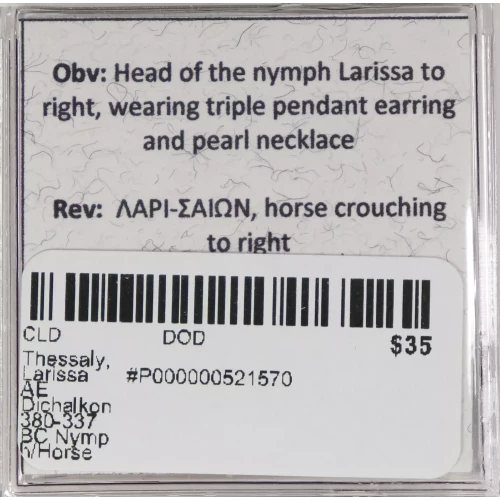 Obv: Head of the nymph Larissa to
right, wearing triple pendant earring
and pearl necklace
Rev: ΛΑΡΙ-ΣΑΙΩΝ, horse crouching
to right
CLD DOD $35
Thessaly,
Larissa #P000000521570
AE
Dichalkon
380-337
BC Nymp
h/Horse